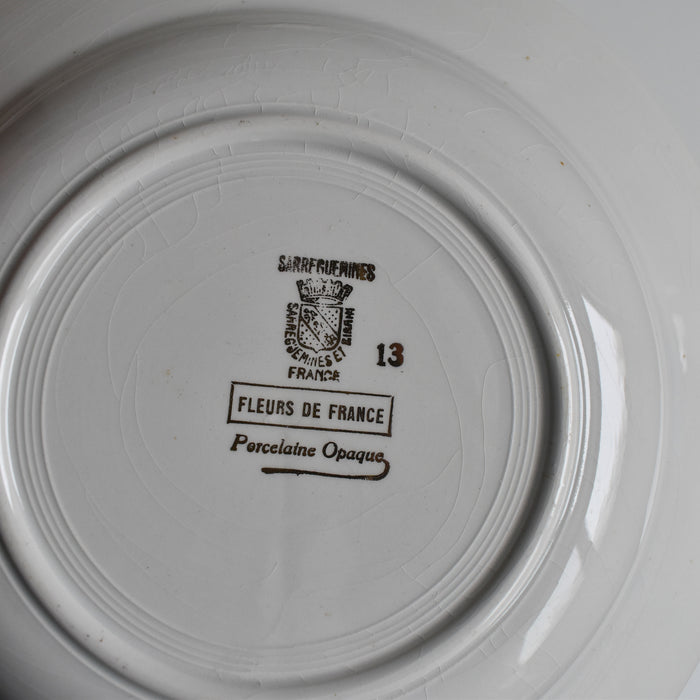 SARREGUEMINES
SARREGUEMINES ET DIGOIN
FRANCE
13
FLEURS DE FRANCE
Porcelaine Opaque